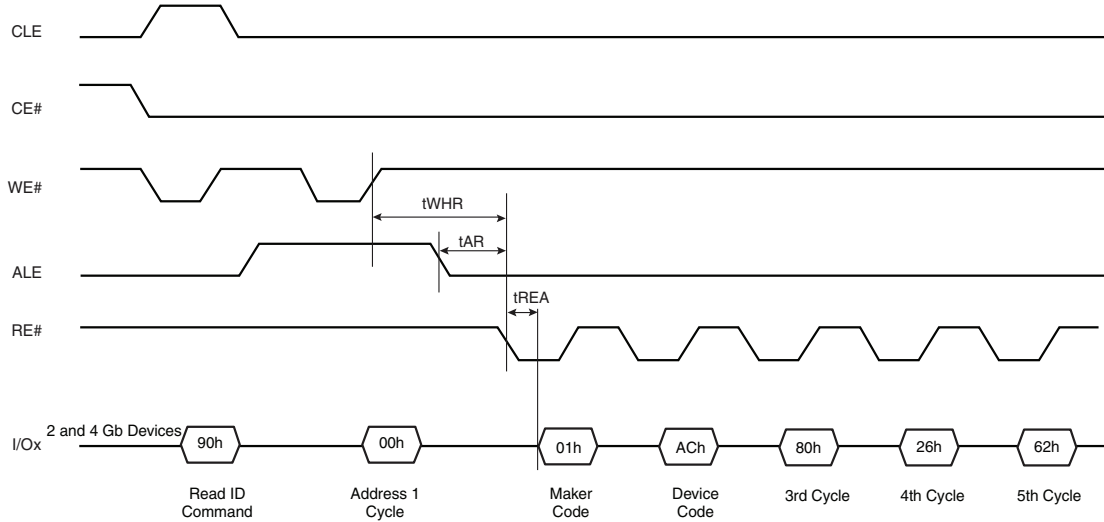 CLE
CE#
WE#
tWHR
tAR
ALE
tREA
RE#
I/Ox
2 and 4 Gb Devices
90h
00h
01h
ACh
80h
26h
62h
Read ID
Command
Address 1
Cycle
Maker
Code
Device
Code
3rd Cycle
4th Cycle
5th Cycle